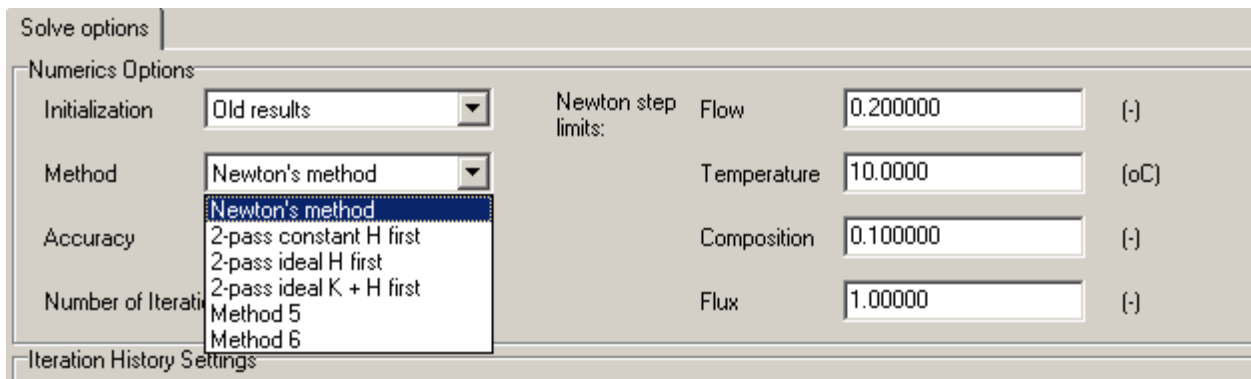 Solve options
Numerics Options
Initialization Old results Newton step limits: Flow 0.200000 (-)
Method Newton's method Temperature 10.0000 (oC)
Newton's method
Accuracy 2-pass constant H first Composition 0.100000 (-)
2-pass ideal H first
Number of Iterati 2-pass ideal K + H first Flux 1.00000 (-)
Method 5
Method 6
Iteration History Settings